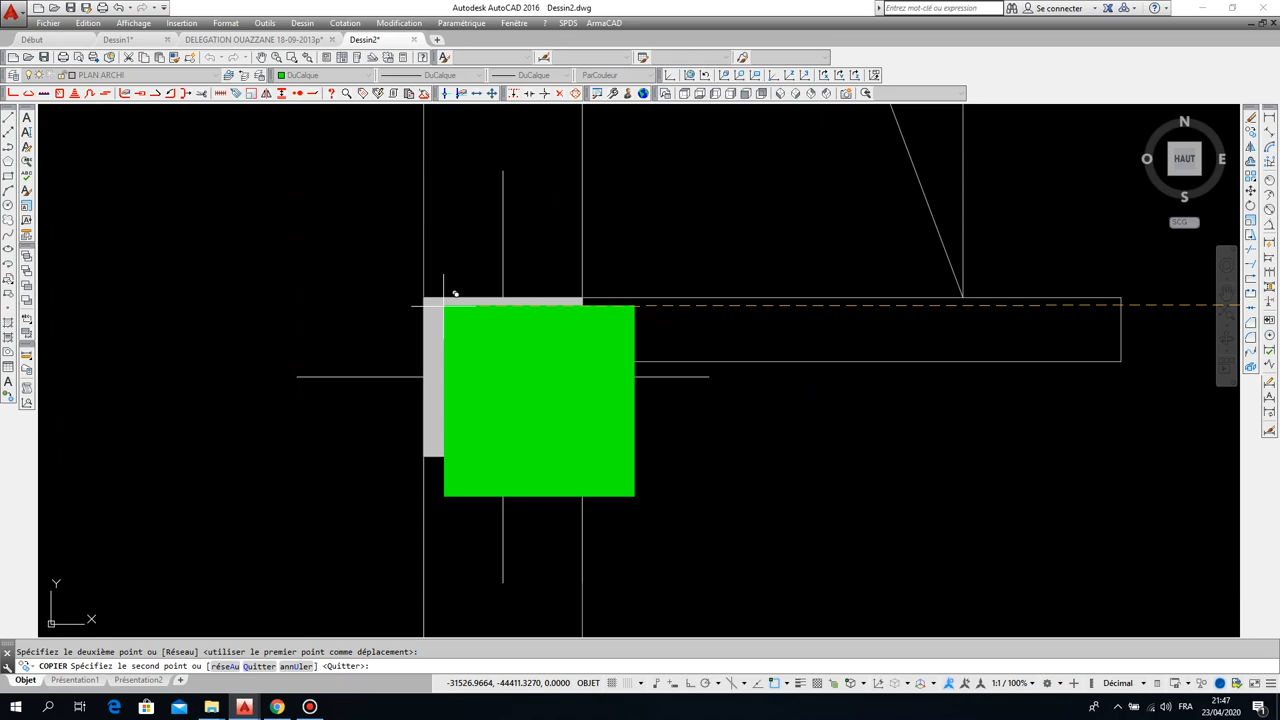 Autodesk AutoCAD 2016 Dessin2.dwg
Entrez mot-clé ou expression
Se connecter
Fichier Edition Affichage Insertion Format Outils Dessin Cotation Modification Paramétrique Fenêtre ? SPDS ArmaCAD
Début Dessin1* DELEGATION OUAZZANE 18-09-2013p* Dessin2*
PLAN ARCHI DuCalque DuCalque DuCalque ParCouleur
N
O HAUT E
S
SCG
Y
X
Spécifiez le deuxième point ou [Réseau] <utiliser le premier point comme déplacement>:
COPIER Spécifiez le second point ou [réseAu Quitter annUler] <Quitter>:
Objet Présentation1 Présentation2 +
-31526.9664, -44411.3270, 0.0000 OBJET 1:1 / 100% Décimal
FRA
21:47
23/04/2020